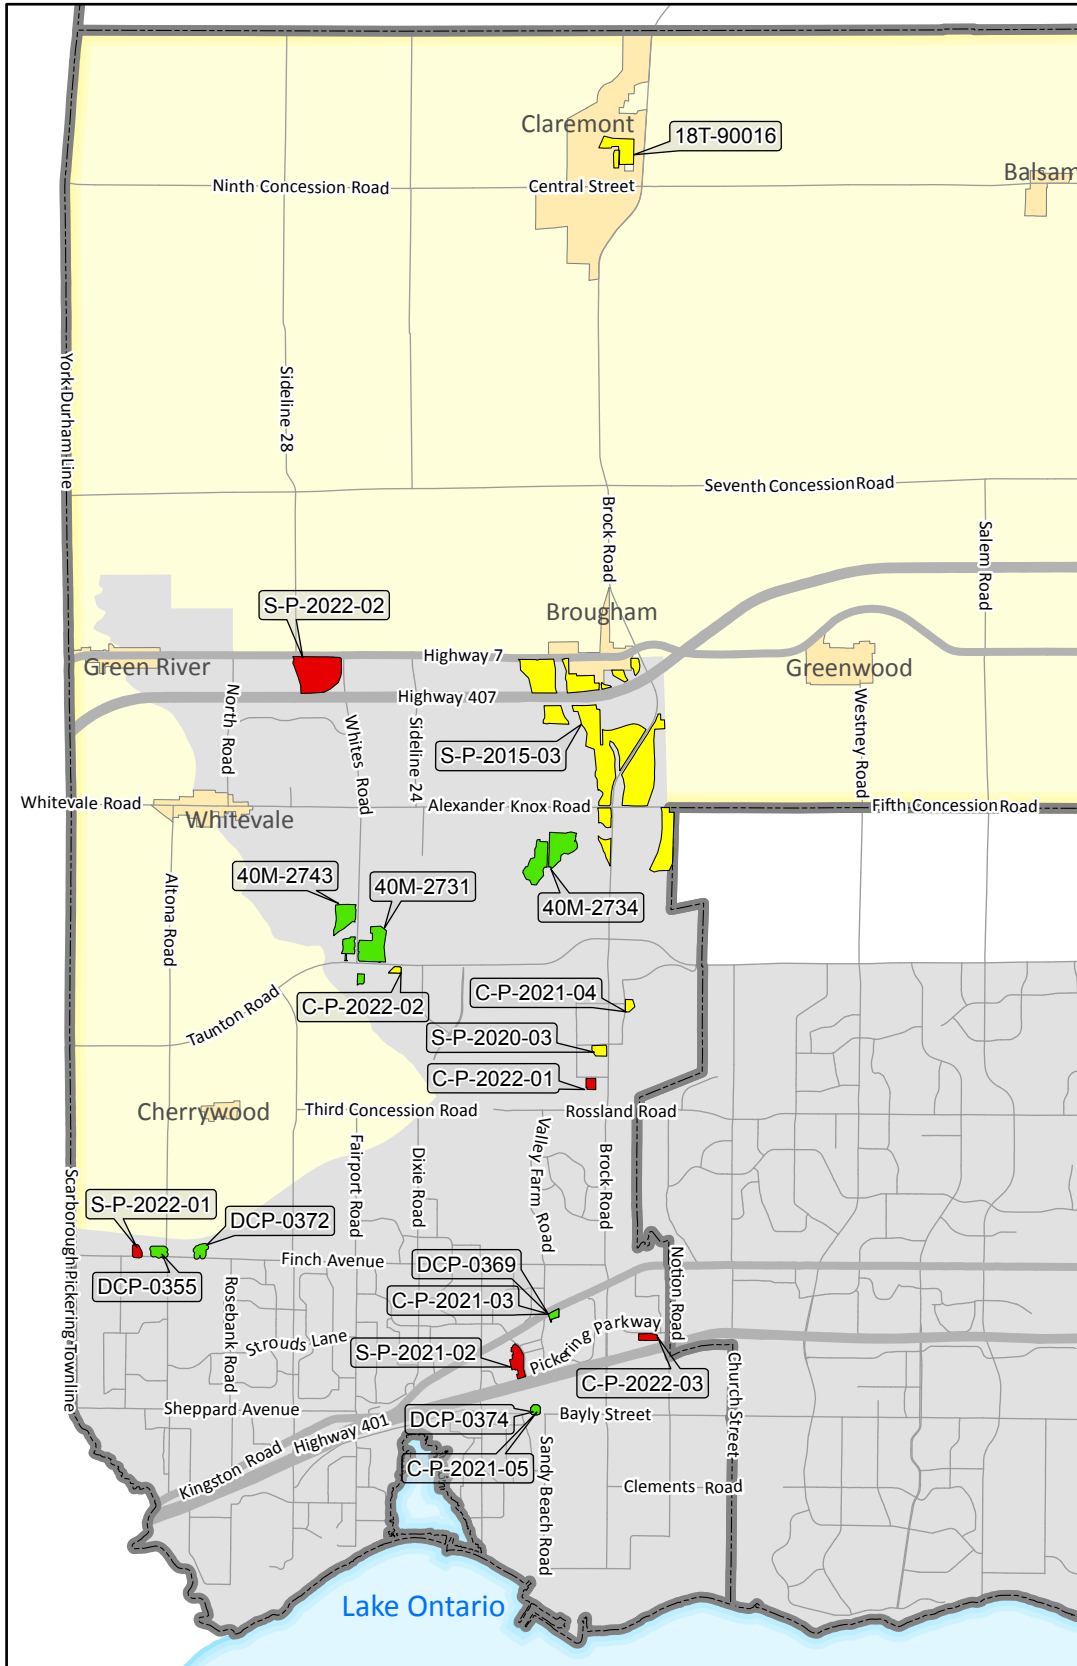 Claremont
18T-90016
Balsam
Ninth Concession Road
Central Street
York-Durham Line
Sideline 28
Seventh Concession Road
Brock Road
Salem Road
S-P-2022-02
Brougham
Green River
Highway 7
Greenwood
Highway 407
North Road
Whites Road
Sideline 24
S-P-2015-03
Westney Road
Whitevale Road
Alexander Knox Road
Fifth Concession Road
Whitevale
40M-2743
40M-2731
40M-2734
Altona Road
Taunton Road
C-P-2022-02
C-P-2021-04
S-P-2020-03
C-P-2022-01
Cherrywood
Third Concession Road
Rossland Road
Scarborough Pickering Townline
Fairport Road
Dixie Road
Valley Farm Road
Brock Road
S-P-2022-01
DCP-0372
DCP-0355
Finch Avenue
DCP-0369
C-P-2021-03
Notion Road
Rosebank Road
Strouds Lane
S-P-2021-02
Pickering Parkway
C-P-2022-03
Church Street
Sheppard Avenue
DCP-0374
Bayly Street
Kingston Road
Highway 401
C-P-2021-05
Sandy Beach Road
Clements Road
Lake Ontario